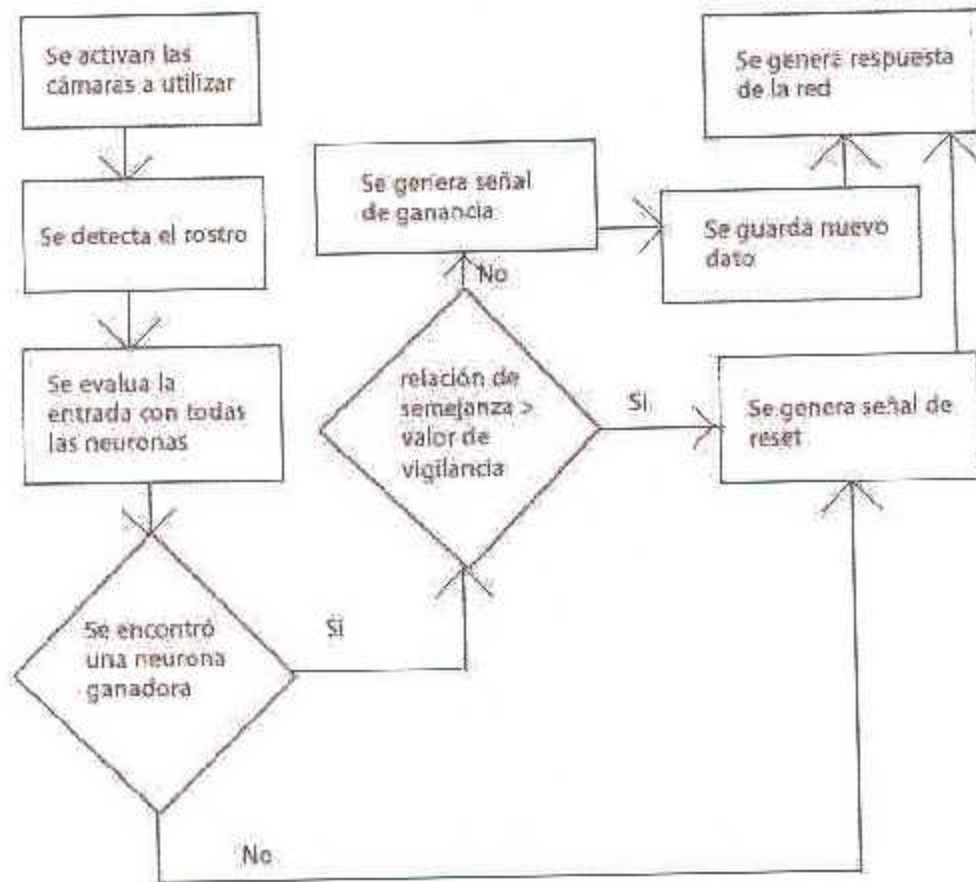 Se activan las
cámaras a utilizar
Se detecta el rostro
Se evalua la
entrada con todas
las neuronas
Se encontró
una neurona
ganadora
Si
No
relación de
semejanza >
valor de
vigilancia
No
Si
Se genera señal
de ganancia
Se guarda nuevo
dato
Se genera señal de
reset
Se genera respuesta
de la red